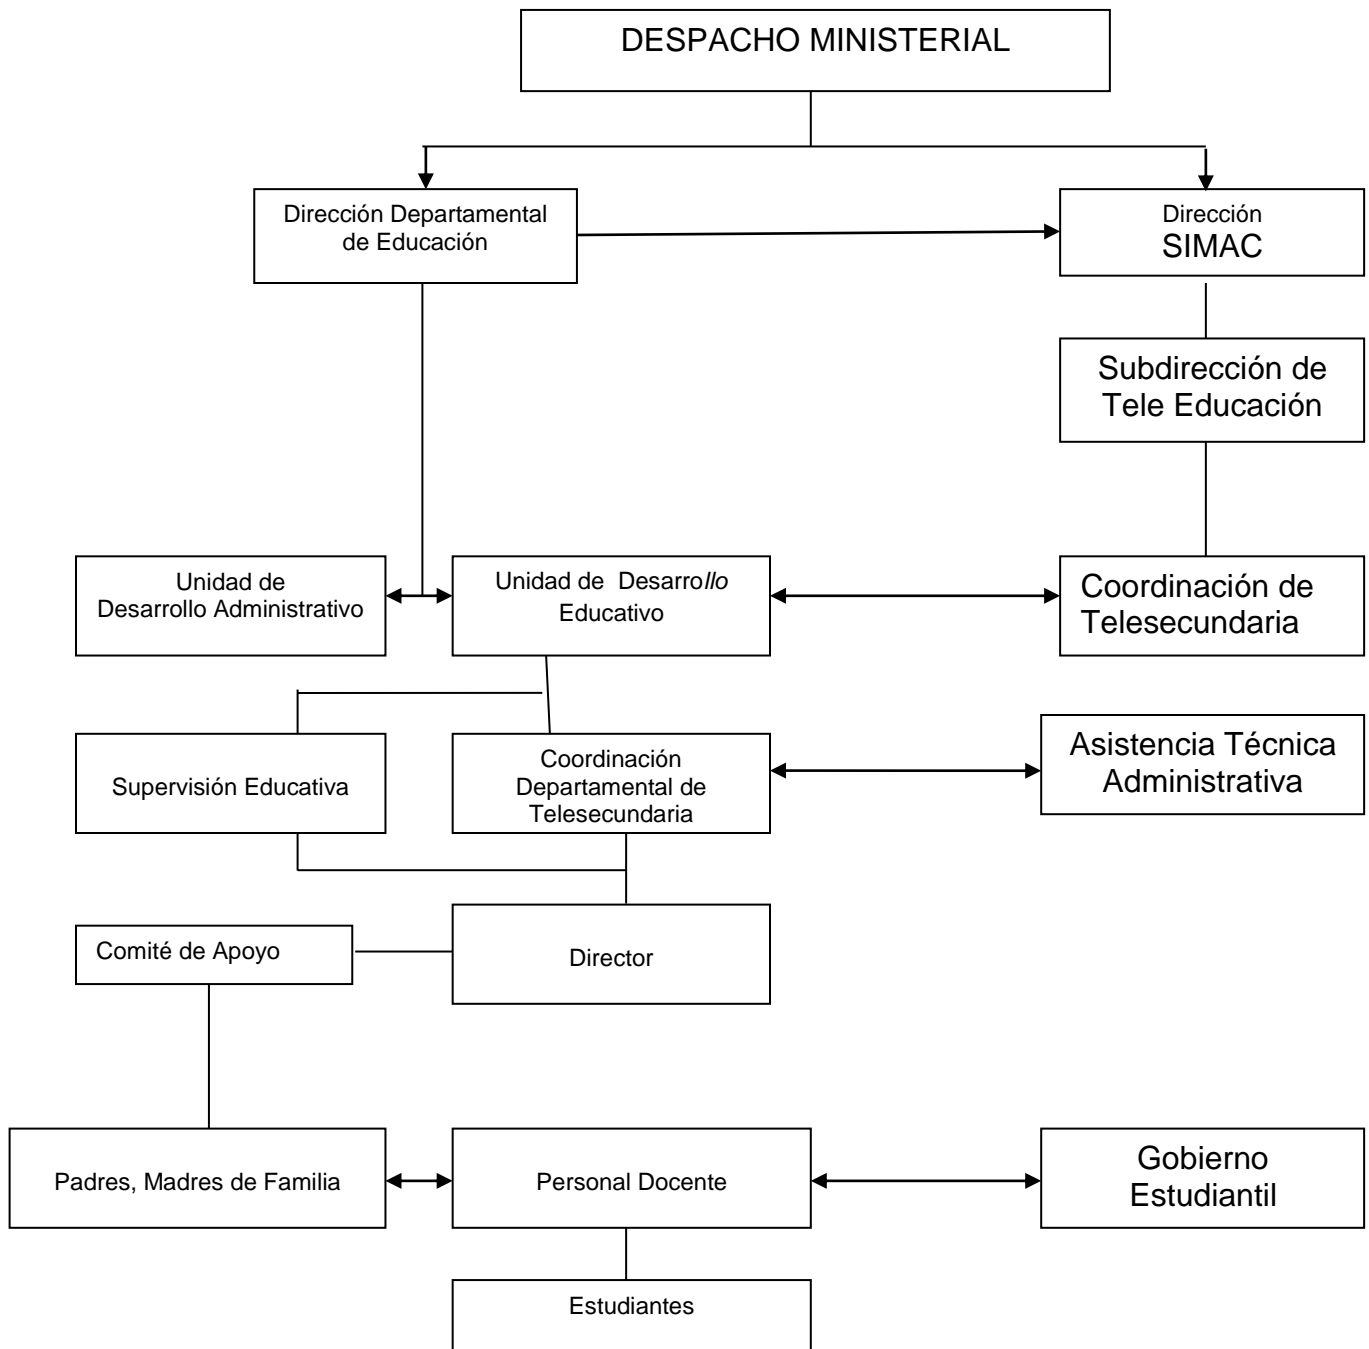 DESPACHO MINISTERIAL
Dirección Departamental
de Educación
Dirección
SIMAC
Subdirección de
Tele Educación
Unidad de
Desarrollo Administrativo
Unidad de Desarrollo
Educativo
Coordinación de
Telesecundaria
Supervisión Educativa
Coordinación
Departamental de
Telesecundaria
Asistencia Técnica
Administrativa
Comité de Apoyo
Director
Padres, Madres de Familia
Personal Docente
Gobierno
Estudiantil
Estudiantes